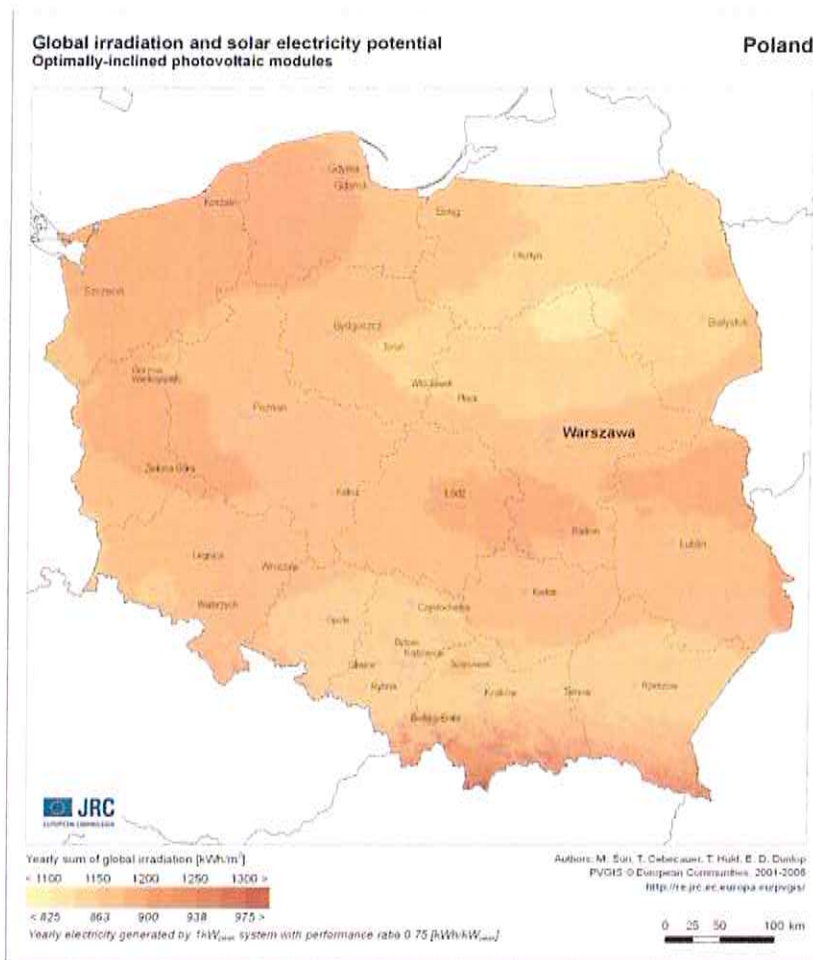 Global irradiation and solar electricity potential
Optimally-inclined photovoltaic modules
Poland
Gdynia
Gdańsk
Koszalin
Elbląg
Olsztyn
Szczecin
Białystok
Bydgoszcz
Toruń
Gorzów
Wielkopolski
Włocławek
Płock
Poznań
Warszawa
Zielona Góra
Kalisz
Łódź
Radom
Lublin
Legnica
Wrocław
Wałbrzych
Kielce
Częstochowa
Opole
Bytom
Katowice
Gliwice
Sosnowiec
Rybnik
Kraków
Tarnów
Rzeszów
Bielsko-Biała
JRC
EUROPEAN COMMISSION
Yearly sum of global irradiation [kWh/m²]
< 1100 1150 1200 1250 1300 >
< 825 863 900 938 975 >
Yearly electricity generated by 1kWpeak system with performance ratio 0.75 [kWh/kWpeak]
Authors: M. Šúri, T. Cebecauer, T. Huld, E. D. Dunlop
PVGIS © European Communities, 2001-2008
http://re.jrc.ec.europa.eu/pvgis/
0 25 50 100 km